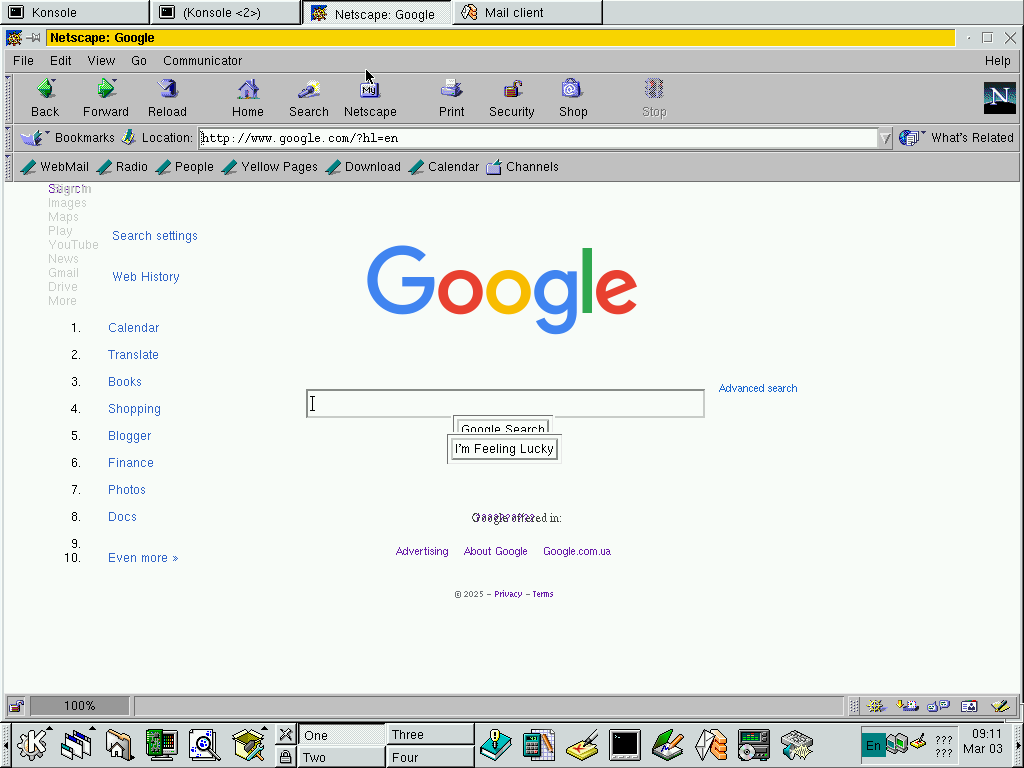 Konsole
(Konsole <2>)
Netscape: Google
Mail client
Netscape: Google
File Edit View Go Communicator Help
Back Forward Reload Home Search My Netscape Print Security Shop Stop
N
Bookmarks Location: http://www.google.com/?hl=en What's Related
WebMail Radio People Yellow Pages Download Calendar Channels
Search
Images
Maps
Play
YouTube
News
Gmail
Drive
More
Search settings
Web History
1. Calendar
2. Translate
3. Books
4. Shopping
5. Blogger
6. Finance
7. Photos
8. Docs
9.
10. Even more »
Google
Advanced search
Google Search
I'm Feeling Lucky
Google offered in:
Advertising About Google Google.com.ua
© 2025 - Privacy - Terms
100%
One Three
Two Four
En
???
???
09:11
Mar 03